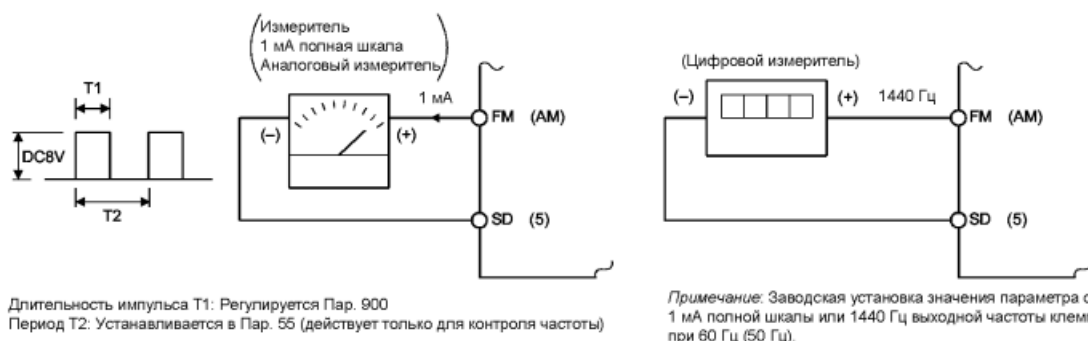 Измеритель
1 мА полная шкала
Аналоговый измеритель
(Цифровой измеритель)
T1
DC8V
T2
(–)
(+)
1 мА
FM (AM)
SD (5)
(–)
(+)
1440 Гц
FM (AM)
SD (5)
Длительность импульса T1: Регулируется Пар. 900
Период T2: Устанавливается в Пар. 55 (действует только для контроля частоты)
Примечание: Заводская установка значения параметра
1 мА полной шкалы или 1440 Гц выходной частоты
при 60 Гц (50 Гц).